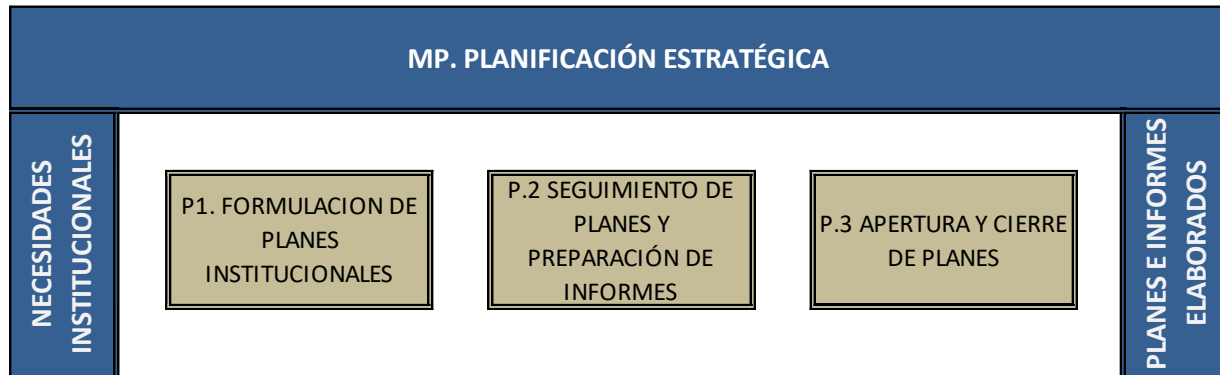 MP. PLANIFICACIÓN ESTRATÉGICA
NECESIDADES
INSTITUCIONALES
P1. FORMULACION DE
PLANES
INSTITUCIONALES
P.2 SEGUIMIENTO DE
PLANES Y
PREPARACIÓN DE
INFORMES
P.3 APERTURA Y CIERRE
DE PLANES
PLANES E INFORMES
ELABORADOS